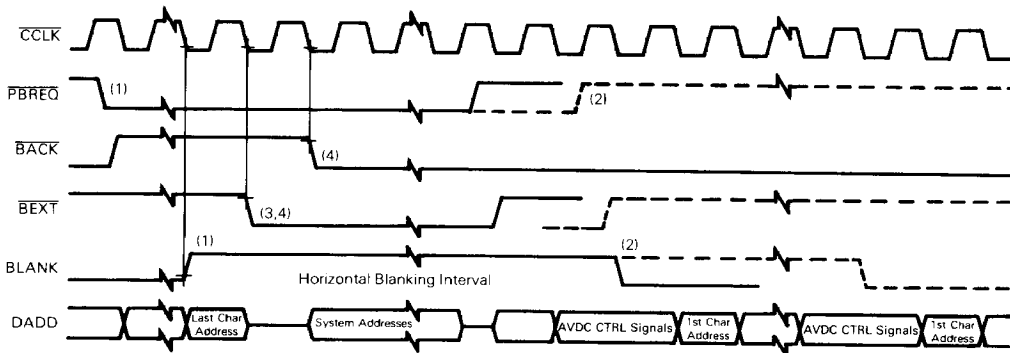 CCLK
PBREQ
(1)
(2)
BACK
(4)
BEXT
(3,4)
BLANK
(1)
(2)
Horizontal Blanking Interval
DADD
Last Char
Address
System Addresses
AVDC CTRL Signals
1st Char
Address
AVDC CTRL Signals
1st Char
Address